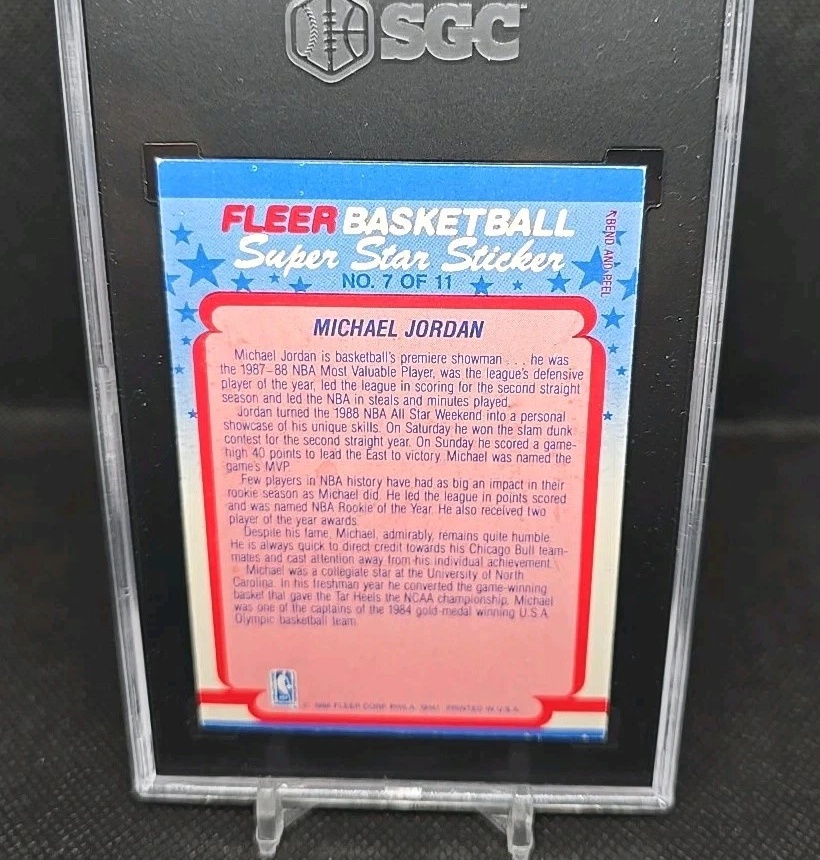 SGC
FLEER BASKETBALL
Super Star Sticker
NO. 7 OF 11
BEND AND PEEL
MICHAEL JORDAN
Michael Jordan is basketball's premiere showman . . . he was
the 1987-88 NBA Most Valuable Player, was the league's defensive
player of the year, led the league in scoring for the second straight
season and led the NBA in steals and minutes played.
Jordan turned the 1988 NBA All Star Weekend into a personal
showcase of his unique skills. On Saturday he won the slam dunk
contest for the second straight year. On Sunday he scored a game-
high 40 points to lead the East to victory. Michael was named the
game's MVP.
Few players in NBA history have had as big an impact in their
rookie season as Michael did. He led the league in points scored
and was named NBA Rookie of the Year. He also received two
player of the year awards.
Despite his fame, Michael, admirably, remains quite humble.
He is always quick to direct credit towards his Chicago Bull team-
mates and cast attention away from his individual achievement.
Michael was a collegiate star at the University of North
Carolina. In his freshman year he converted the game-winning
basket that gave the Tar Heels the NCAA championship. Michael
was one of the captains of the 1984 gold-medal winning U.S.A.
Olympic basketball team.
FLEER CORP. PHILA. PRINTED IN U.S.A.